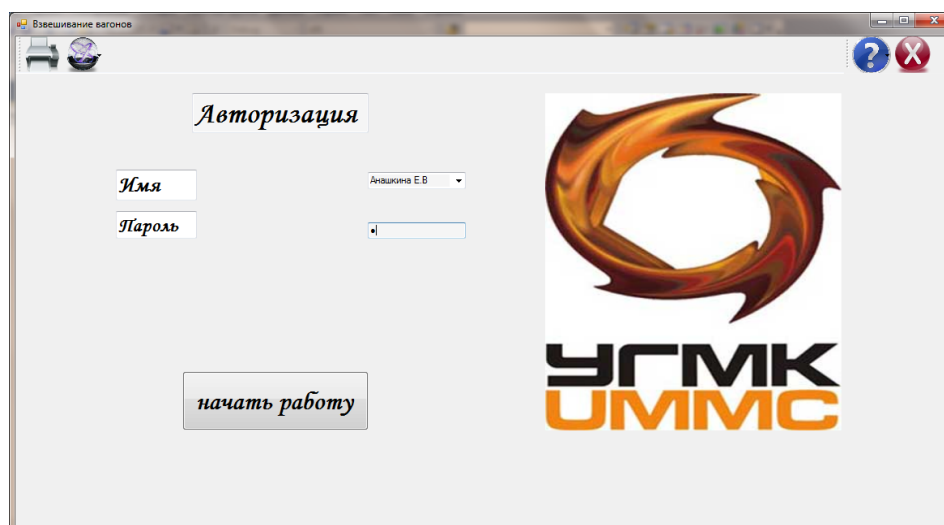 Взвешивание вагонов
Авторизация
Имя
Анашкина Е.В
Пароль
начать работу
УГМК
UMMC